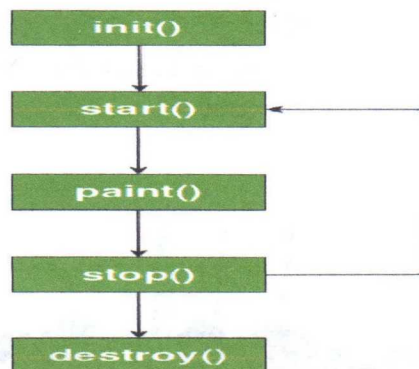 init()
start()
paint()
stop()
destroy()